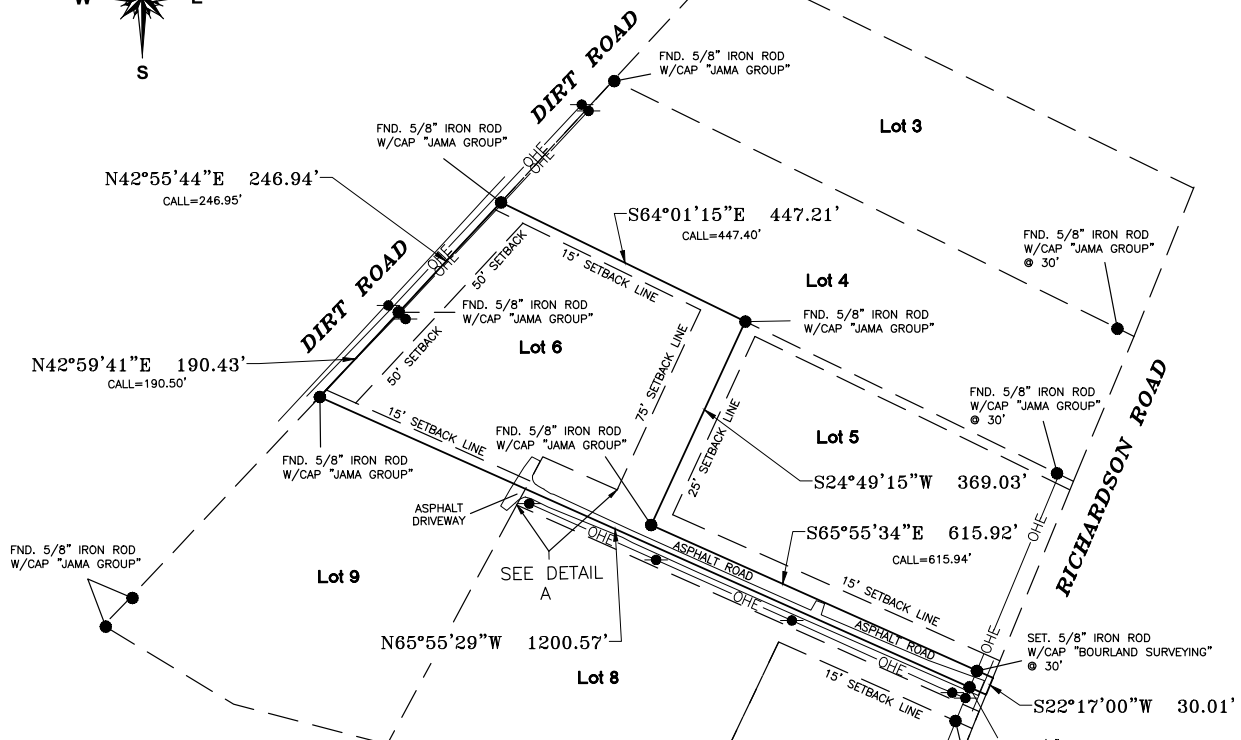 W
E
S
DIRT ROAD
FND. 5/8" IRON ROD
W/CAP "JAMA GROUP"
Lot 3
FND. 5/8" IRON ROD
W/CAP "JAMA GROUP"
OHE
OHE
N42°55'44"E 246.94'
CALL=246.95'
S64°01'15"E 447.21'
CALL=447.40'
FND. 5/8" IRON ROD
W/CAP "JAMA GROUP"
@ 30'
DIRT ROAD
OHE
OHE
50' SETBACK
15' SETBACK LINE
Lot 4
FND. 5/8" IRON ROD
W/CAP "JAMA GROUP"
FND. 5/8" IRON ROD
W/CAP "JAMA GROUP"
Lot 6
50' SETBACK
75' SETBACK LINE
N42°59'41"E 190.43'
CALL=190.50'
RICHARDSON ROAD
FND. 5/8" IRON ROD
W/CAP "JAMA GROUP"
@ 30'
15' SETBACK LINE
FND. 5/8" IRON ROD
W/CAP "JAMA GROUP"
25' SETBACK LINE
Lot 5
FND. 5/8" IRON ROD
W/CAP "JAMA GROUP"
S24°49'15"W 369.03'
ASPHALT
DRIVEWAY
S65°55'34" E 615.92'
CALL=615.94'
OHE
OHE
ASPHALT ROAD
FND. 5/8" IRON ROD
W/CAP "JAMA GROUP"
Lot 9
SEE DETAIL
A
15' SETBACK LINE
OHE
ASPHALT ROAD
OHE
N65°55'29"W 1200.57'
OHE
SET. 5/8" IRON ROD
W/CAP "BOURLAND SURVEYING"
@ 30'
Lot 8
15' SETBACK LINE
S22°17'00"W 30.01'